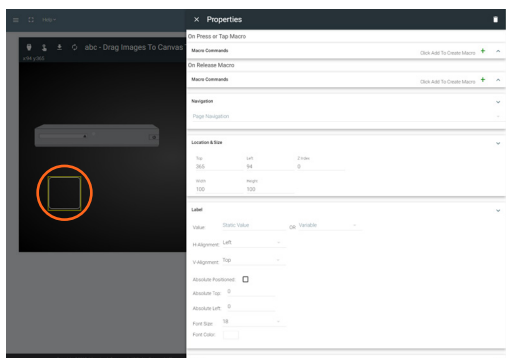 Help
× Properties
abc - Drag Images To Canvas
y:94 x:365
On Press or Tap Macro
Macro Commands Click Add To Create Macro +
On Release Macro
Macro Commands Click Add To Create Macro +
Navigation
Page Navigation
Location & Size
Top Left Z Index
365 94 0
Width Height
100 100
Label
Value Static Value OR Variable
H-Alignment Left
V-Alignment Top
Absolute Positioned
Absolute Top 0
Absolute Left 0
Font Size 18
Font Color